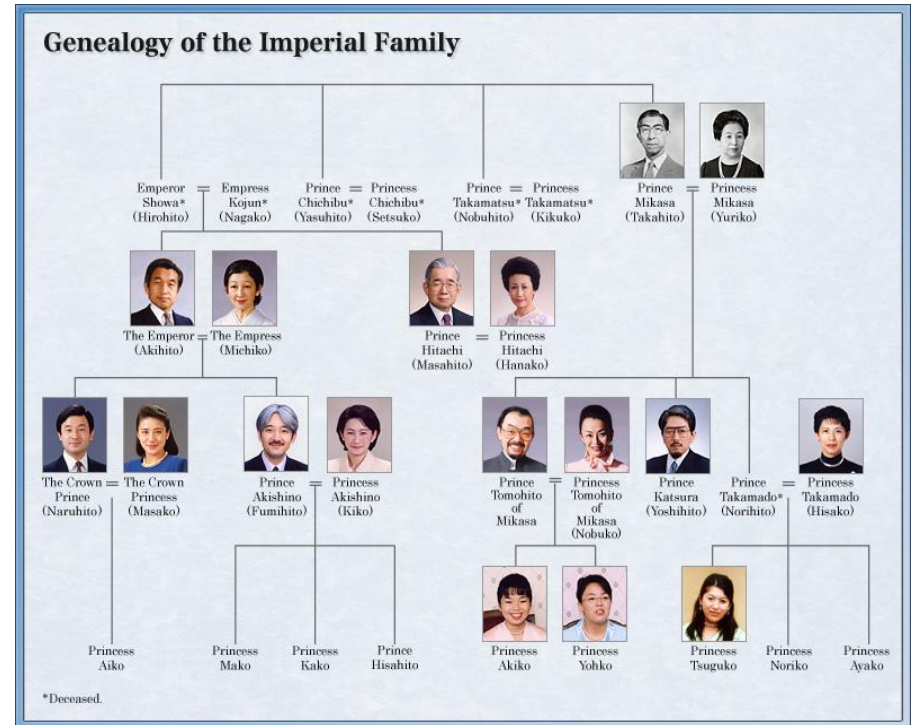 Genealogy of the Imperial Family
Emperor
Showa*
(Hirohito)
Empress
Kojun*
(Nagako)
Prince
Chichibu*
(Yasuhito)
Princess
Chichibu*
(Setsuko)
Prince
Takamatsu*
(Nobuhito)
Princess
Takamatsu*
(Kikuko)
Prince
Mikasa
(Takahito)
Princess
Mikasa
(Yuriko)
The Emperor
(Akihito)
The Empress
(Michiko)
Prince
Hitachi
(Masahito)
Princess
Hitachi
(Hanako)
The Crown
Prince
(Naruhito)
The Crown
Princess
(Masako)
Prince
Akishino
(Fumihito)
Princess
Akishino
(Kiko)
Prince
Tomohito
of
Mikasa
Princess
Tomohito
of
Mikasa
(Nobuko)
Prince
Katsura
(Yoshihito)
Prince
Takamado*
(Norihito)
Princess
Takamado
(Hisako)
Princess
Aiko
Princess
Mako
Princess
Kako
Prince
Hisahito
Princess
Akiko
Princess
Yohko
Princess
Tsuguko
Princess
Noriko
Princess
Ayako
*Deceased.